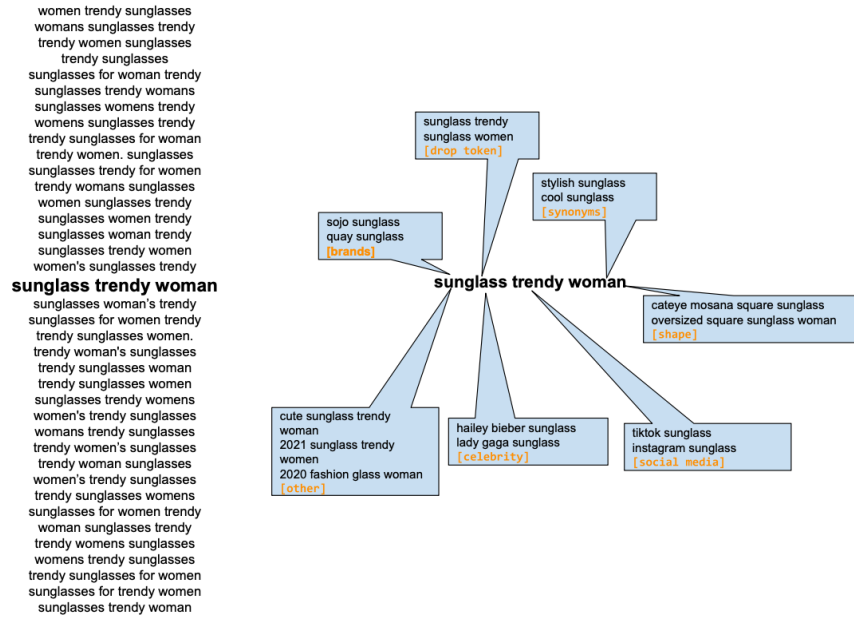 women trendy sunglasses
womans sunglasses trendy
trendy women sunglasses
trendy sunglasses
sunglasses for woman trendy
sunglasses trendy womans
sunglasses womens trendy
womens sunglasses trendy
trendy sunglasses for woman
trendy women. sunglasses
sunglasses trendy for women
trendy womans sunglasses
women sunglasses trendy
sunglasses women trendy
sunglasses woman trendy
sunglasses trendy women
women's sunglasses trendy
sunglass trendy woman
sunglasses woman’s trendy
sunglasses for women trendy
trendy sunglasses women.
trendy woman's sunglasses
trendy sunglasses woman
trendy sunglasses women
sunglasses trendy womens
women's trendy sunglasses
womans trendy sunglasses
trendy women’s sunglasses
trendy woman sunglasses
women’s trendy sunglasses
trendy sunglasses womens
sunglasses for women trendy
woman sunglasses trendy
trendy womens sunglasses
womens trendy sunglasses
trendy sunglasses for women
sunglasses for trendy women
sunglasses trendy woman
sunglass trendy
sunglass women
[drop token]
stylish sunglass
cool sunglass
[synonyms]
sojo sunglass
quay sunglass
[brands]
sunglass trendy woman
cateye mosana square sunglass
oversized square sunglass woman
[shape]
cute sunglass trendy
woman
2021 sunglass trendy
women
2020 fashion glass woman
[other]
hailey bieber sunglass
lady gaga sunglass
[celebrity]
tiktok sunglass
instagram sunglass
[social media]